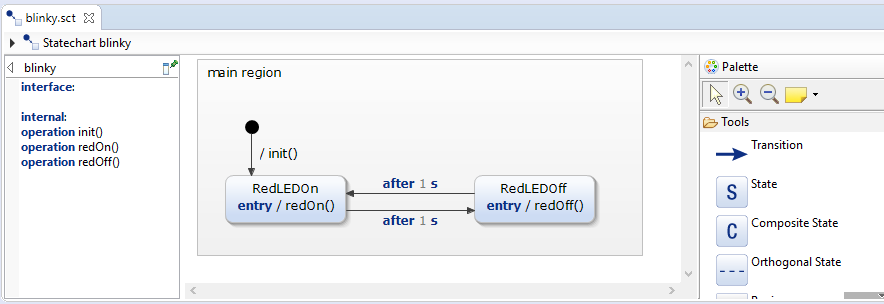 blinky.sct
Statechart blinky
blinky
interface:
internal:
operation init()
operation redOn()
operation redOff()
main region
/ init()
RedLEDOn
entry / redOn()
after 1 s
after 1 s
RedLEDOff
entry / redOff()
Palette
Tools
Transition
S State
C Composite State
Orthogonal State